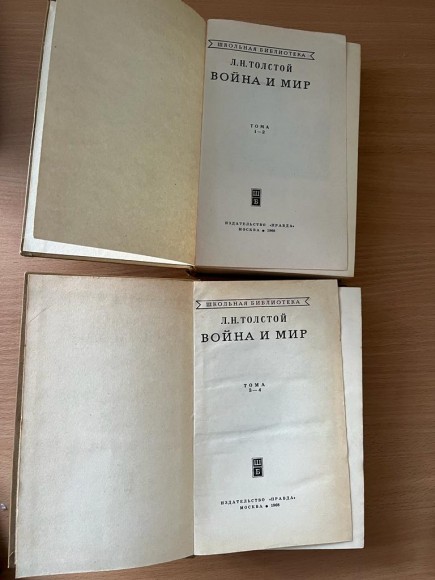 ШКОЛЬНАЯ БИБЛИОТЕКА
Л.Н.ТОЛСТОЙ
ВОЙНА И МИР
ТОМА
1—2
Ш
Б
ИЗДАТЕЛЬСТВО «ПРАВДА»
МОСКВА
ШКОЛЬНАЯ БИБЛИОТЕКА
Л.Н.ТОЛСТОЙ
ВОЙНА И МИР
ТОМА
3—4
Ш
Б
ИЗДАТЕЛЬСТВО «ПРАВДА»
МОСКВА